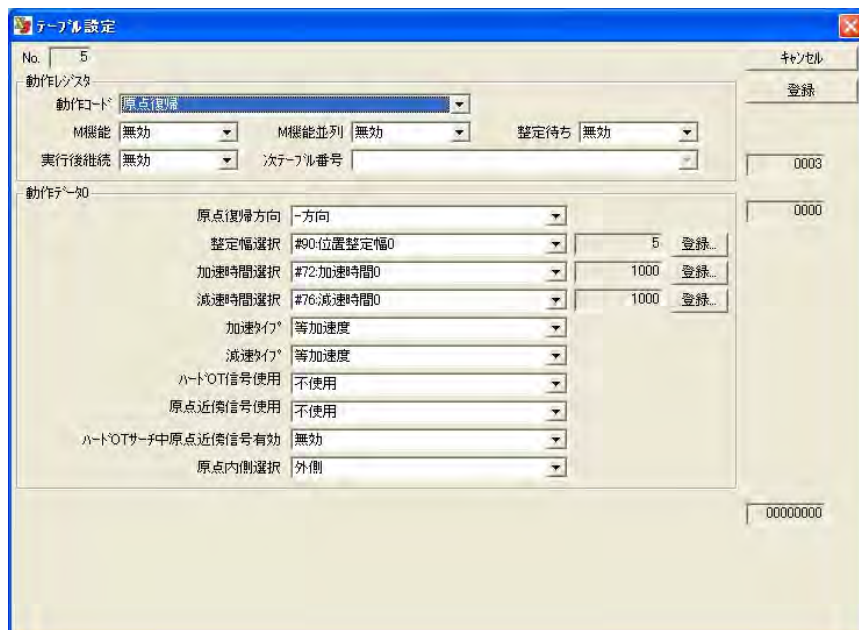 テーブル設定
No. 5 キャンセル
動作レジスタ 登録
動作コード 原点復帰
M機能 無効 M機能並列 無効 整定待ち 無効
実行後継続 無効 次テーブル番号 0003
動作データ0
原点復帰方向 -方向 0000
整定幅選択 #90:位置整定幅0 5 登録...
加速時間選択 #72:加速時間0 1000 登録...
減速時間選択 #76:減速時間0 1000 登録...
加速タイプ 等加速度
減速タイプ 等加速度
ハードOT信号使用 不使用
原点近傍信号使用 不使用
ハードOTサーチ中原点近傍信号有効 無効
原点内側選択 外側
00000000